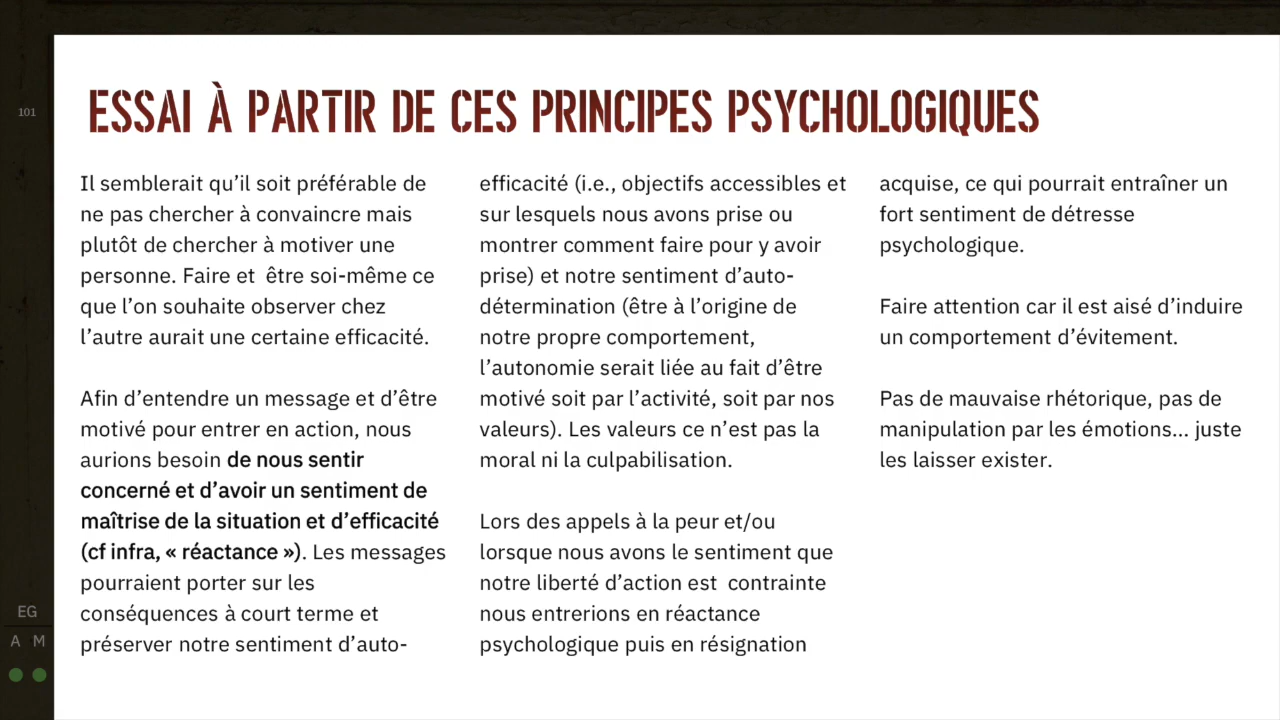 101
ESSAI À PARTIR DE CES PRINCIPES PSYCHOLOGIQUES
Il semblerait qu’il soit préférable de
ne pas chercher à convaincre mais
plutôt de chercher à motiver une
personne. Faire et  être soi-même ce
que l’on souhaite observer chez
l’autre aurait une certaine efficacité.
Afin d’entendre un message et d’être
motivé pour entrer en action, nous
aurions besoin de nous sentir
concerné et d’avoir un sentiment de
maîtrise de la situation et d’efficacité
(cf infra, « réactance »). Les messages
pourraient porter sur les
conséquences à court terme et
préserver notre sentiment d’auto-
efficacité (i.e., objectifs accessibles et
sur lesquels nous avons prise ou
montrer comment faire pour y avoir
prise) et notre sentiment d’auto-
détermination (être à l’origine de
notre propre comportement,
l’autonomie serait liée au fait d’être
motivé soit par l’activité, soit par nos
valeurs). Les valeurs ce n’est pas la
moral ni la culpabilisation.
Lors des appels à la peur et/ou
lorsque nous avons le sentiment que
notre liberté d’action est  contrainte
nous entrerions en réactance
psychologique puis en résignation
acquise, ce qui pourrait entraîner un
fort sentiment de détresse
psychologique.
Faire attention car il est aisé d’induire
un comportement d’évitement.
Pas de mauvaise rhétorique, pas de
manipulation par les émotions... juste
les laisser exister.
EG
A M